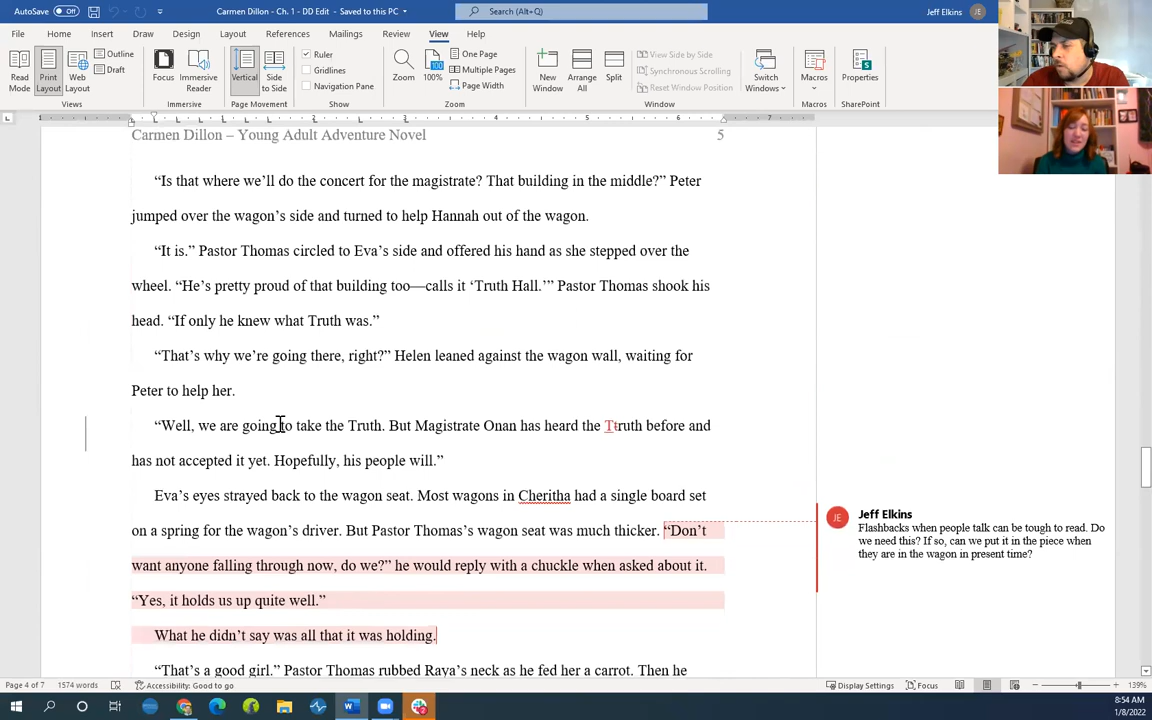 AutoSave Off Carmen Dillon - Ch. 1 - DD Edit - Saved to this PC Search (Alt+Q) Jeff Elkins JE
File Home Insert Draw Design Layout References Mailings Review View Help
Read Mode Print Layout Web Layout Outline Draft Views
Focus Immersive Reader Immersive
Vertical Side to Side Page Movement
Ruler Gridlines Navigation Pane Show
Zoom 100% One Page Multiple Pages Page Width Zoom
New Window Arrange All Split View Side by Side Synchronous Scrolling Reset Window Position Switch Windows Window
Macros Macros
Properties SharePoint
1 2 3 4 5 6 7
Carmen Dillon – Young Adult Adventure Novel 5
“Is that where we’ll do the concert for the magistrate? That building in the middle?” Peter
jumped over the wagon’s side and turned to help Hannah out of the wagon.
“It is.” Pastor Thomas circled to Eva’s side and offered his hand as she stepped over the
wheel. “He’s pretty proud of that building too—calls it ‘Truth Hall.’” Pastor Thomas shook his
head. “If only he knew what Truth was.”
“That’s why we’re going there, right?” Helen leaned against the wagon wall, waiting for
Peter to help her.
“Well, we are going to take the Truth. But Magistrate Onan has heard the Ttruth before and
has not accepted it yet. Hopefully, his people will.”
Eva’s eyes strayed back to the wagon seat. Most wagons in Cheritha had a single board set
on a spring for the wagon’s driver. But Pastor Thomas’s wagon seat was much thicker. “Don’t
want anyone falling through now, do we?” he would reply with a chuckle when asked about it.
“Yes, it holds us up quite well.”
What he didn’t say was all that it was holding.
“That’s a good girl.” Pastor Thomas rubbed Raya’s neck as he fed her a carrot. Then he
JE Jeff Elkins
Flashbacks when people talk can be tough to read. Do
we need this? If so, can we put it in the piece when
they are in the wagon in present time?
Page 4 of 7 1574 words Accessibility: Good to go Display Settings Focus 139%
8:54 AM
1/8/2022